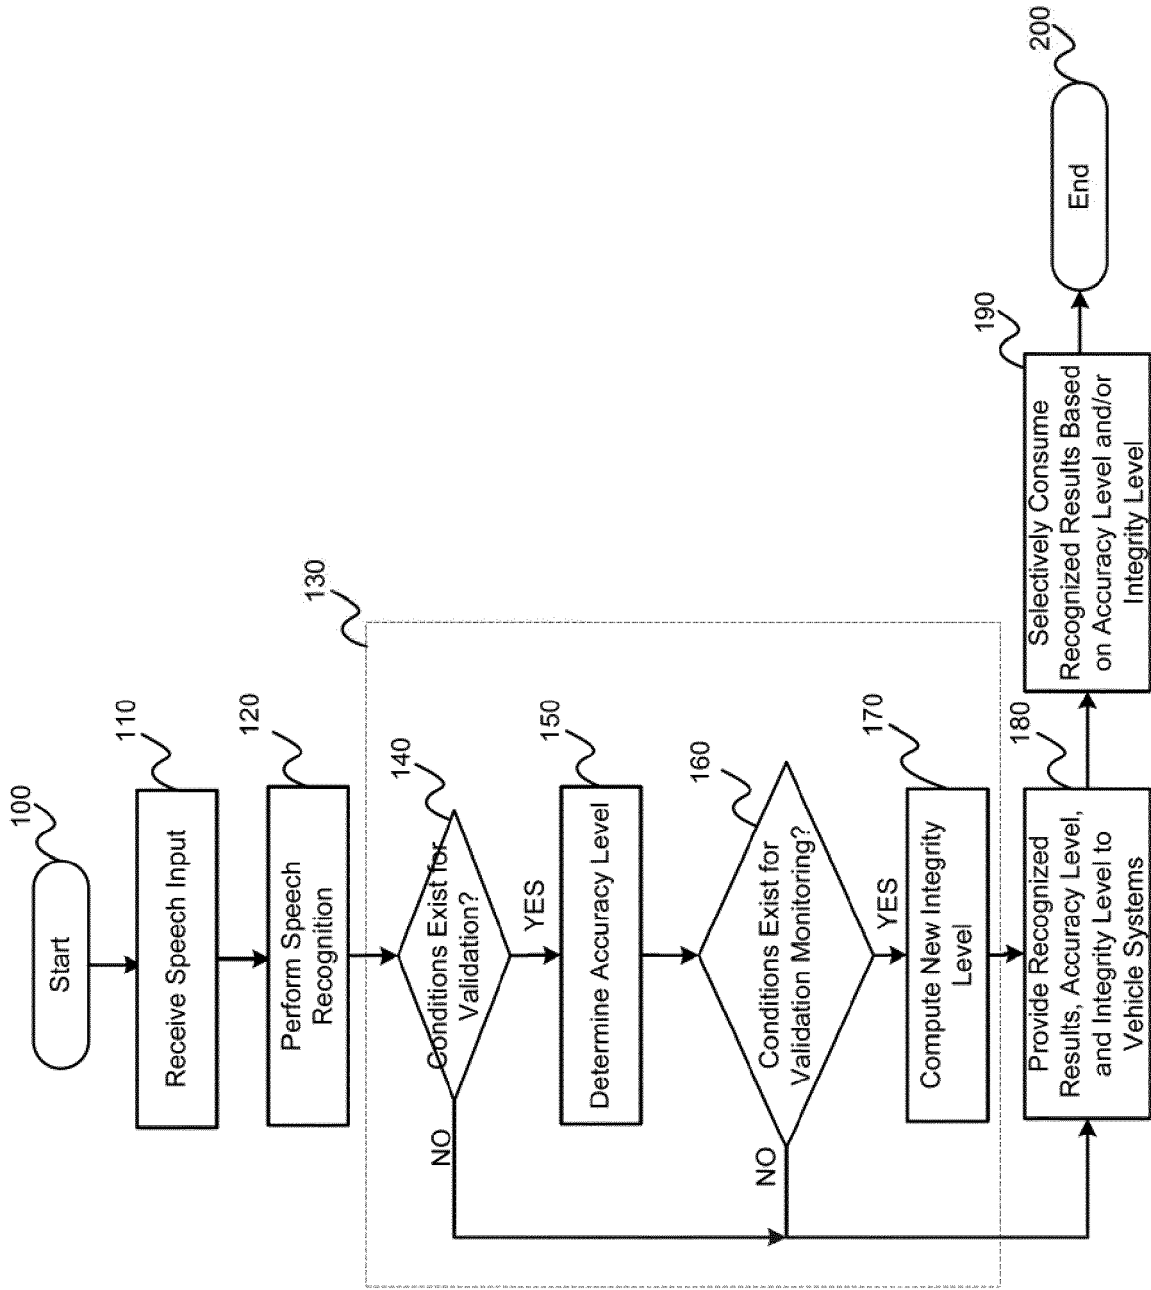 100
Start
110
Receive Speech Input
120
Perform Speech
Recognition
130
140
Conditions Exist for
Validation?
NO
YES
150
Determine Accuracy Level
160
Conditions Exist for
Validation Monitoring?
NO
YES
170
Compute New Integrity
Level
180
Provide Recognized
Results, Accuracy Level,
and Integrity Level to
Vehicle Systems
190
Selectively Consume
Recognized Results Based
on Accuracy Level and/or
Integrity Level
200
End